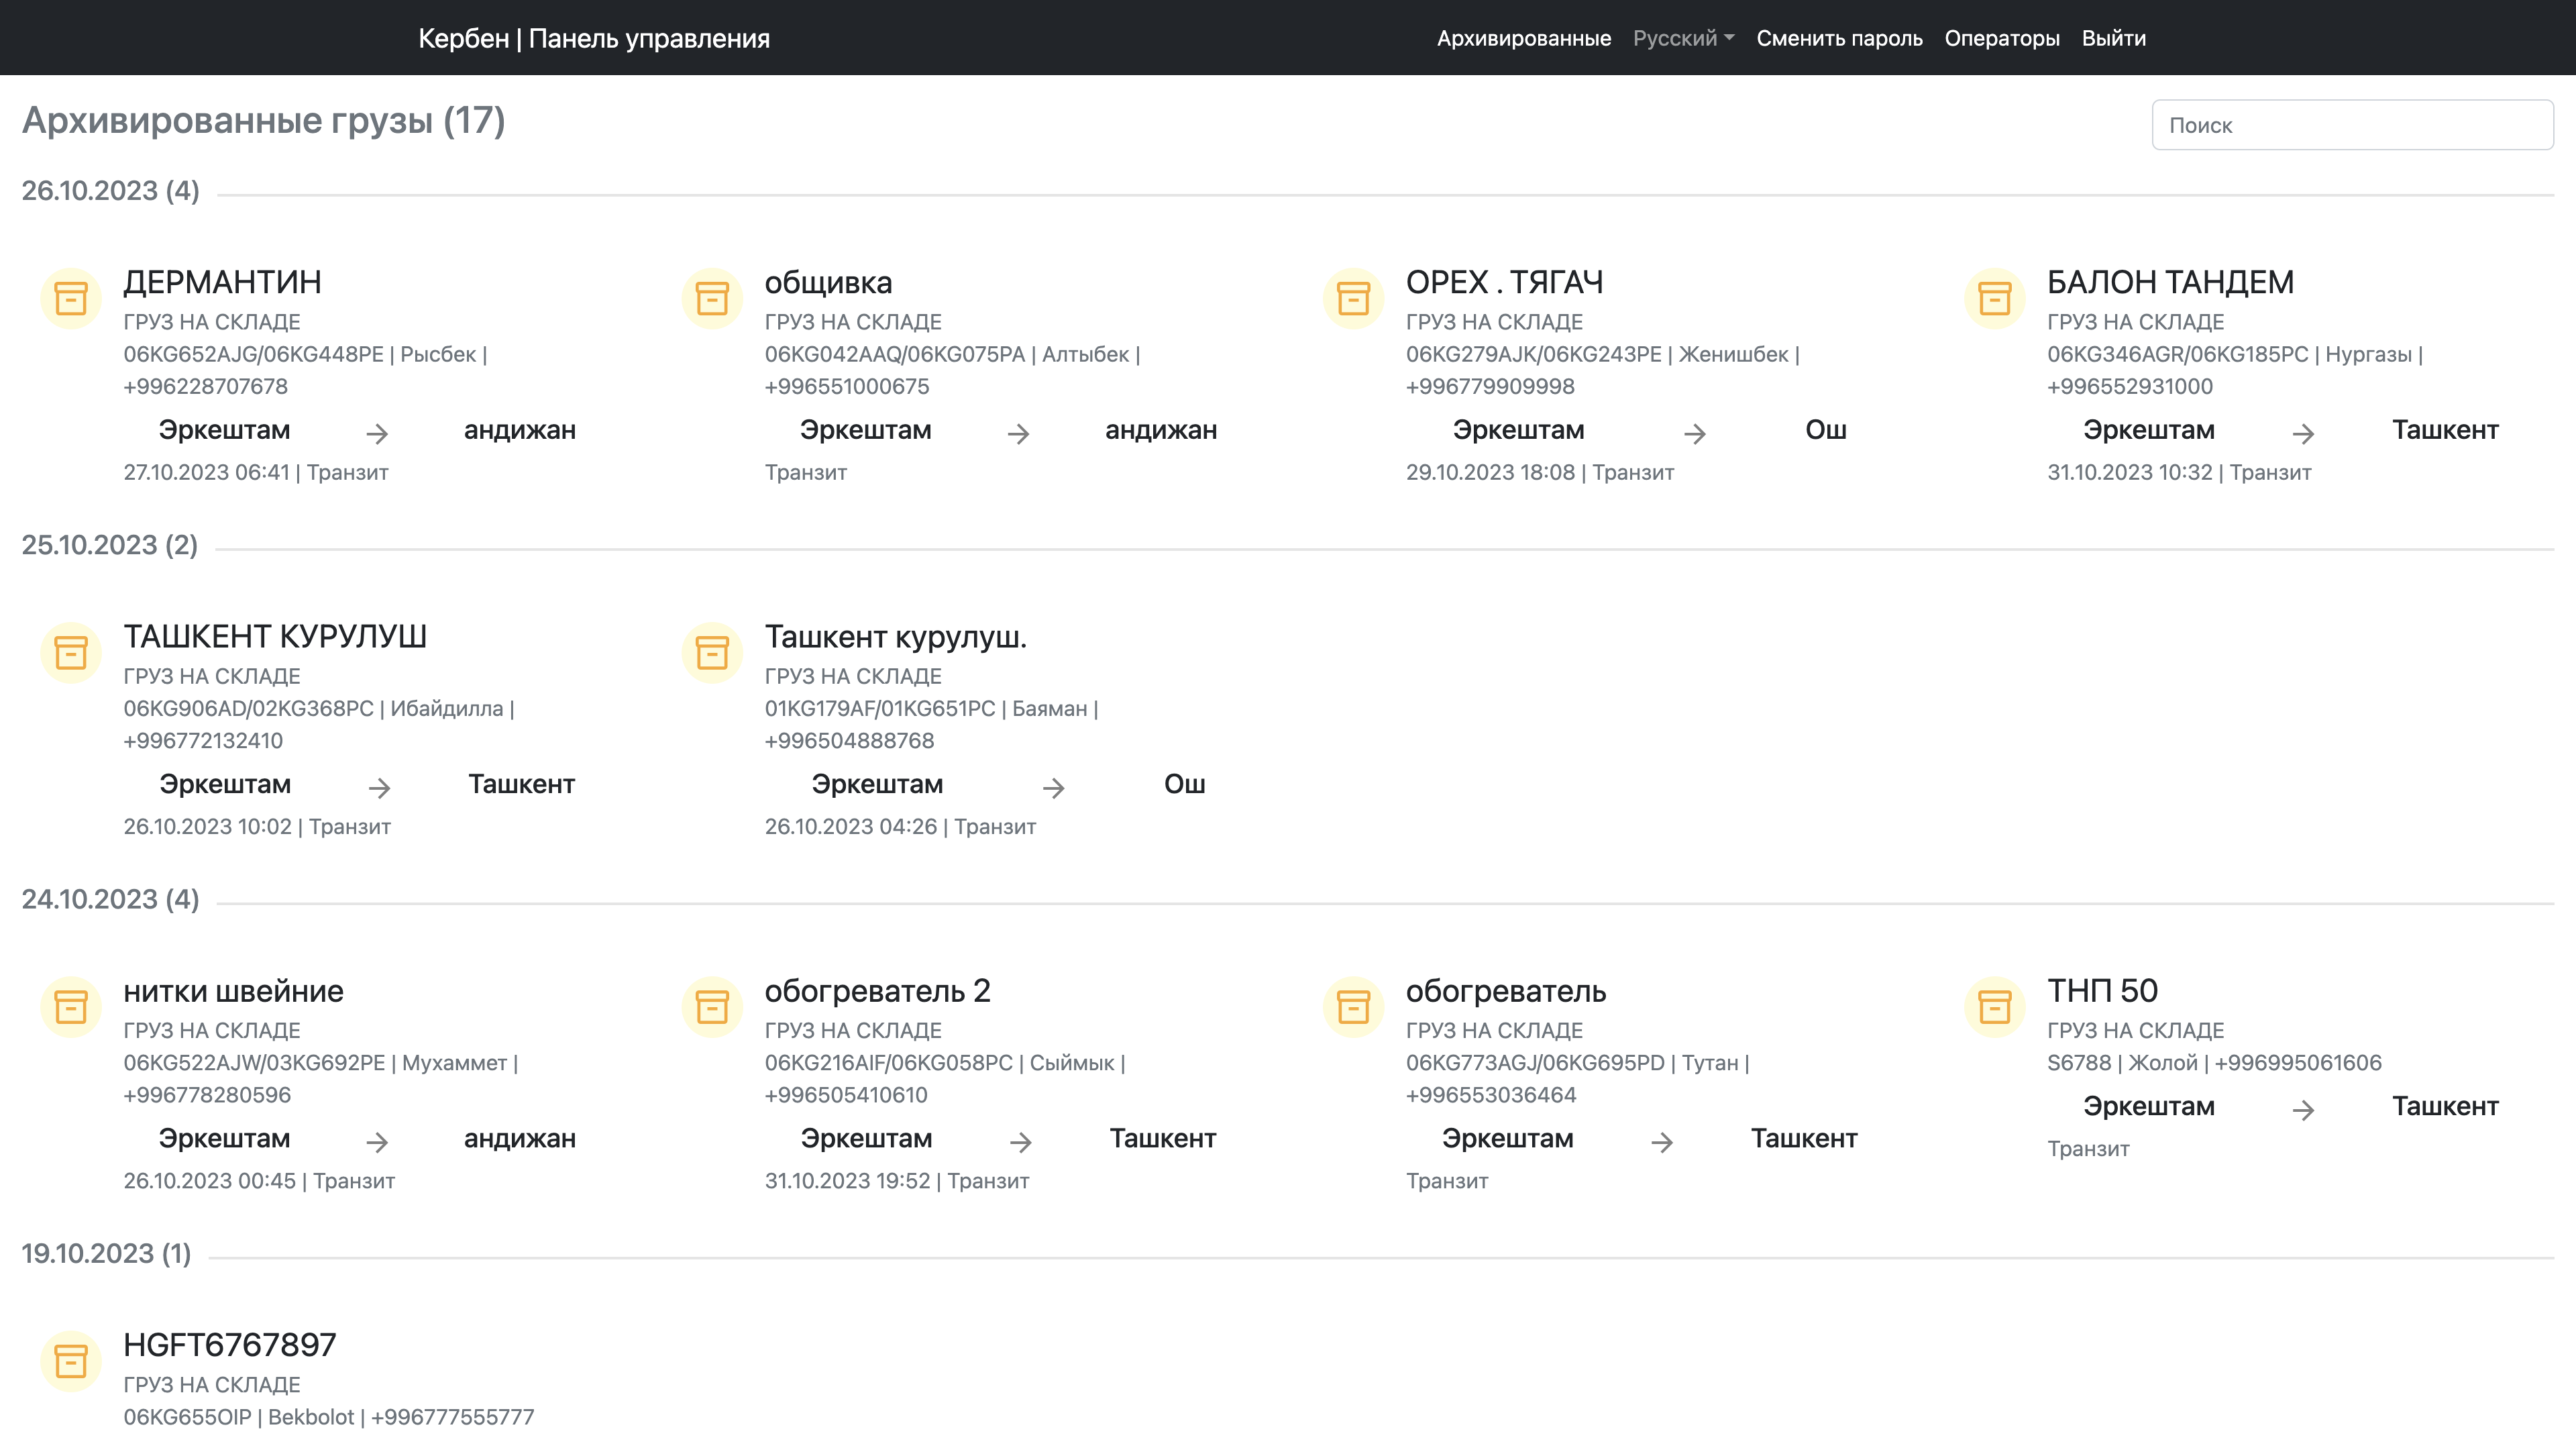 Кербен | Панель управления
Архивированные Русский Сменить пароль Операторы Выйти
Архивированные грузы (17)
Поиск
26.10.2023 (4)
ДЕРМАНТИН
ГРУЗ НА СКЛАДЕ
06KG652AJG/06KG448PE | Рысбек |
+996228707678
Эркештам → андижан
27.10.2023 06:41 | Транзит
общивка
ГРУЗ НА СКЛАДЕ
06KG042AAQ/06KG075PA | Алтыбек |
+996551000675
Эркештам → андижан
Транзит
ОРЕХ . ТЯГАЧ
ГРУЗ НА СКЛАДЕ
06KG279AJK/06KG243PE | Женишбек |
+996779909998
Эркештам → Ош
29.10.2023 18:08 | Транзит
БАЛОН ТАНДЕМ
ГРУЗ НА СКЛАДЕ
06KG346AGR/06KG185PC | Нургазы |
+996552931000
Эркештам → Ташкент
31.10.2023 10:32 | Транзит
25.10.2023 (2)
ТАШКЕНТ КУРУЛУШ
ГРУЗ НА СКЛАДЕ
06KG906AD/02KG368PC | Ибайдилла |
+996772132410
Эркештам → Ташкент
26.10.2023 10:02 | Транзит
Ташкент курулуш.
ГРУЗ НА СКЛАДЕ
01KG179AF/01KG651PC | Баяман |
+996504888768
Эркештам → Ош
26.10.2023 04:26 | Транзит
24.10.2023 (4)
нитки швейние
ГРУЗ НА СКЛАДЕ
06KG522AJW/03KG692PE | Мухаммет |
+996778280596
Эркештам → андижан
26.10.2023 00:45 | Транзит
обогреватель 2
ГРУЗ НА СКЛАДЕ
06KG216AIF/06KG058PC | Сыймык |
+996505410610
Эркештам → Ташкент
31.10.2023 19:52 | Транзит
обогреватель
ГРУЗ НА СКЛАДЕ
06KG773AGJ/06KG695PD | Тутан |
+996553036464
Эркештам → Ташкент
Транзит
ТНП 50
ГРУЗ НА СКЛАДЕ
S6788 | Жолой | +996995061606
Эркештам → Ташкент
Транзит
19.10.2023 (1)
HGFT6767897
ГРУЗ НА СКЛАДЕ
06KG655OIP | Bekbolot | +996777555777